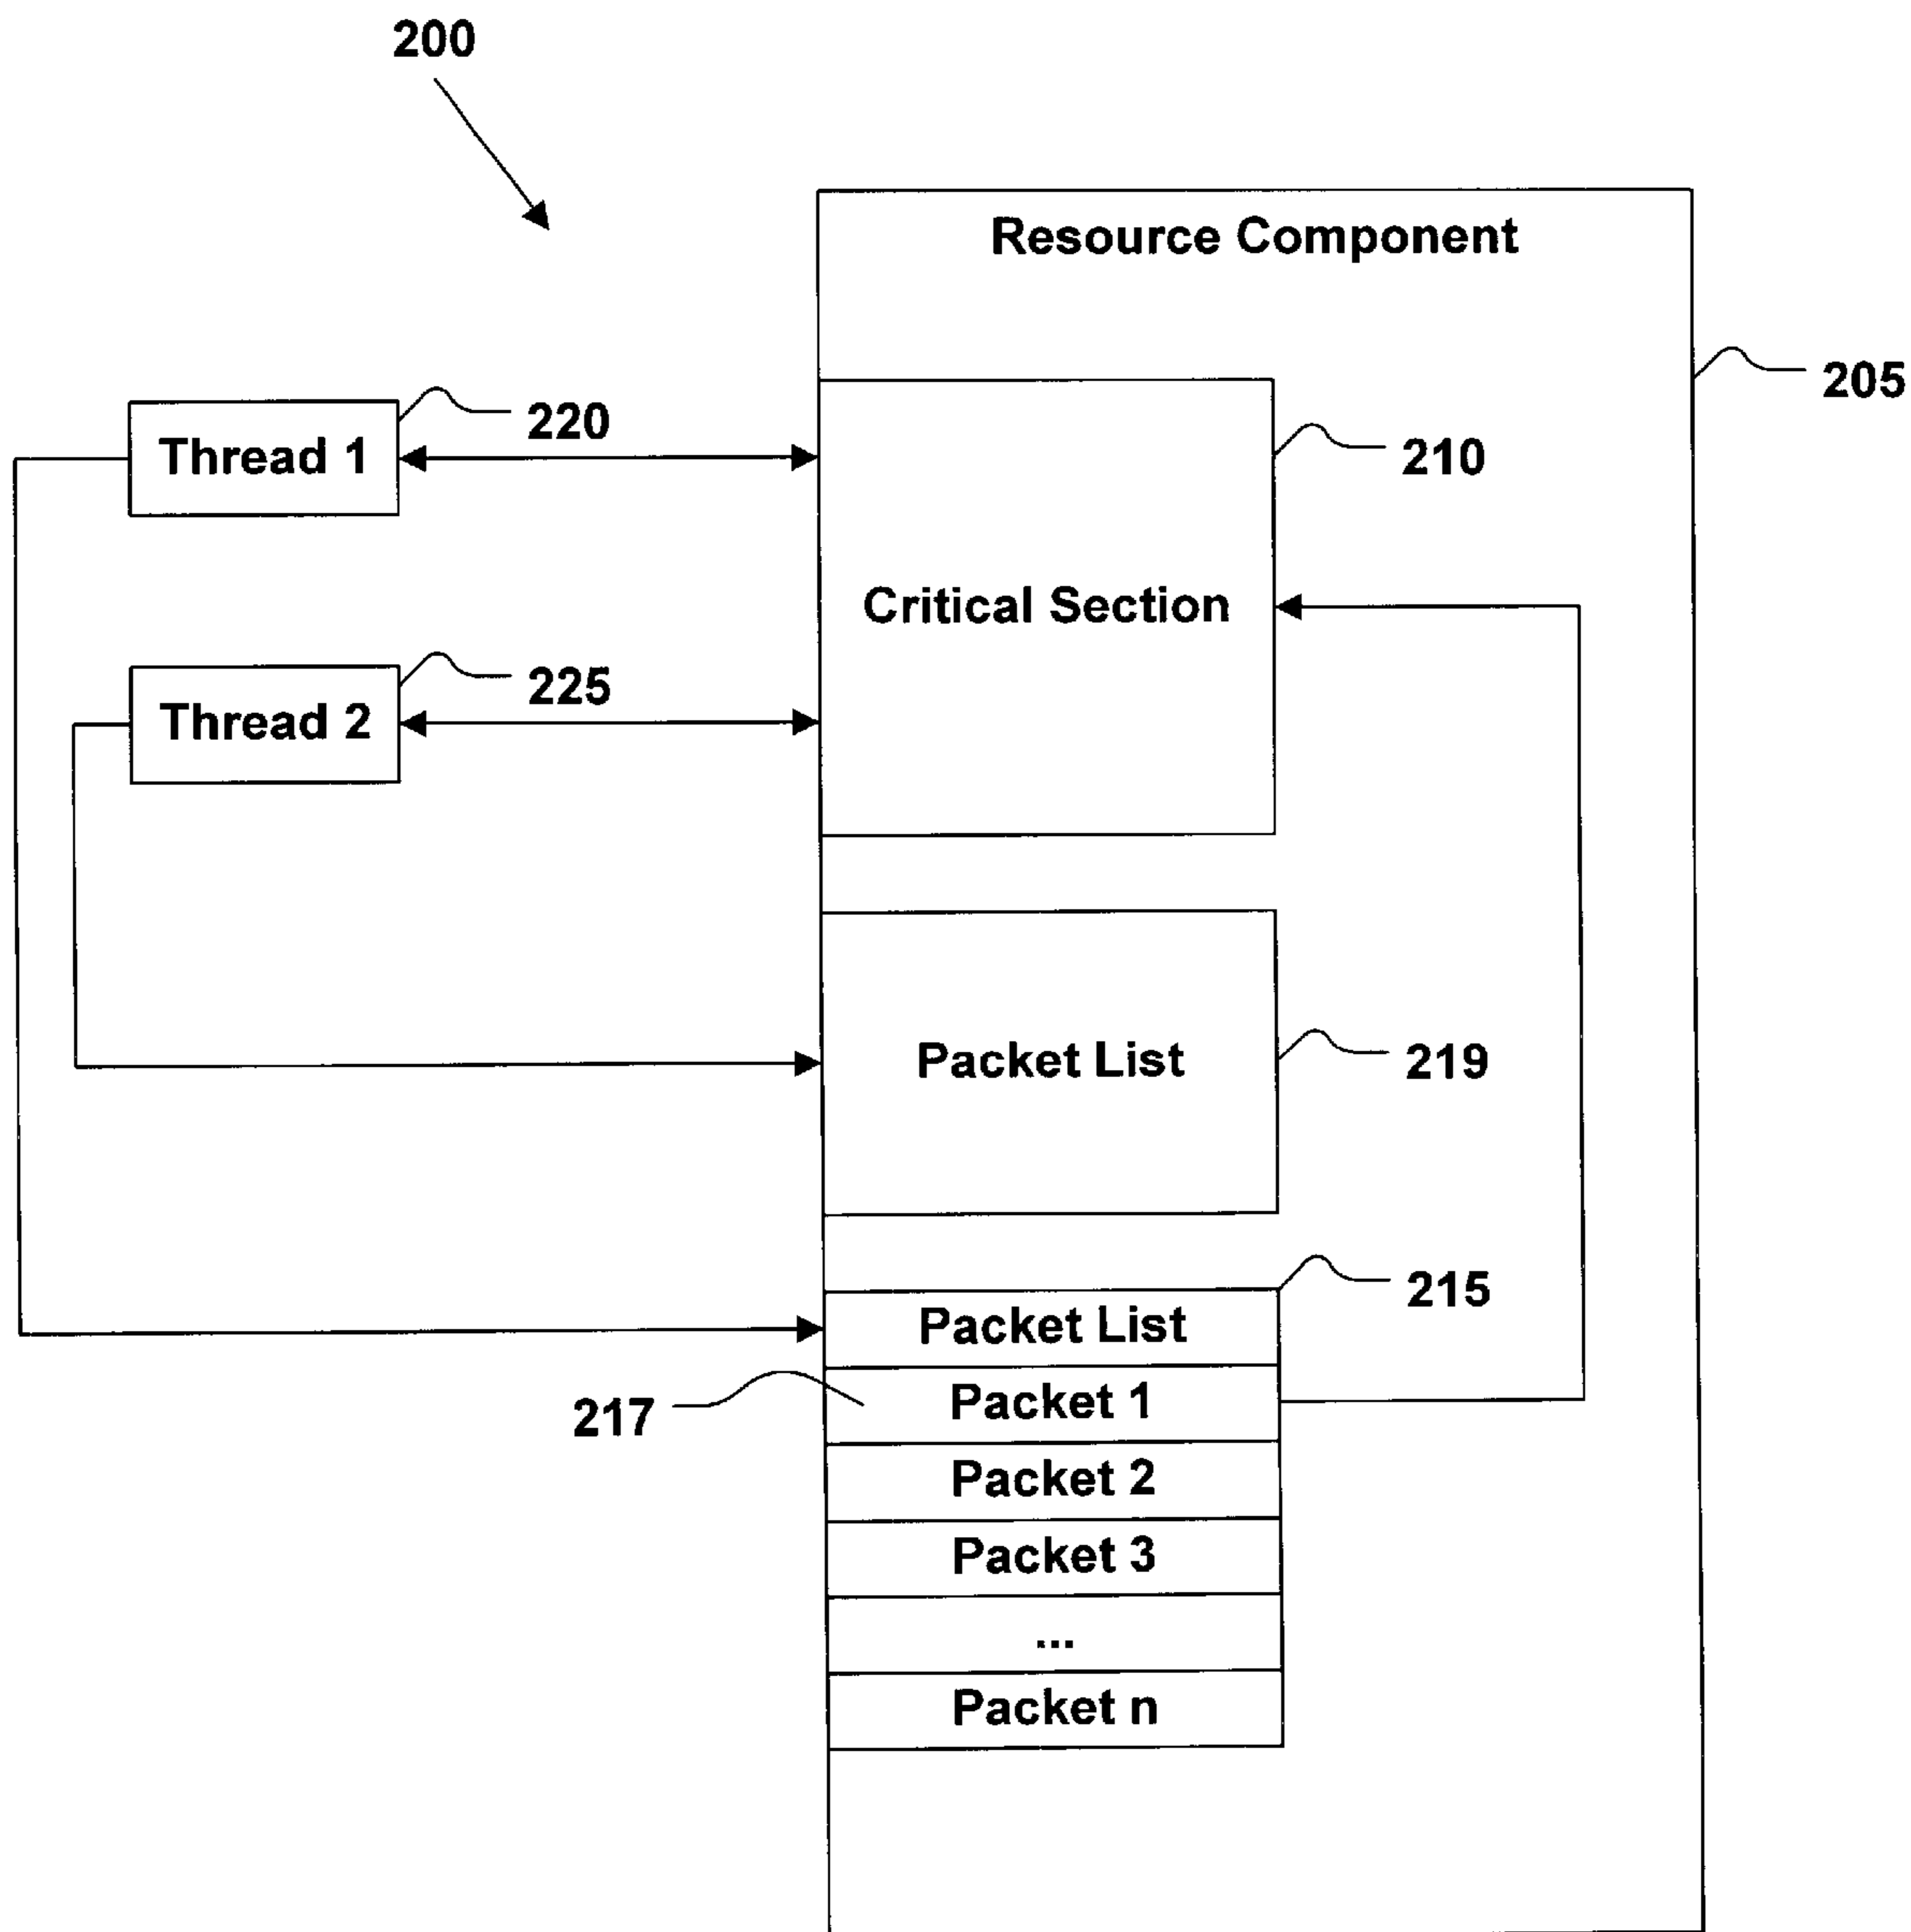 200
Resource Component
205
Thread 1
220
210
Critical Section
Thread 2
225
Packet List
219
215
Packet List
217
Packet 1
Packet 2
Packet 3
...
Packet n